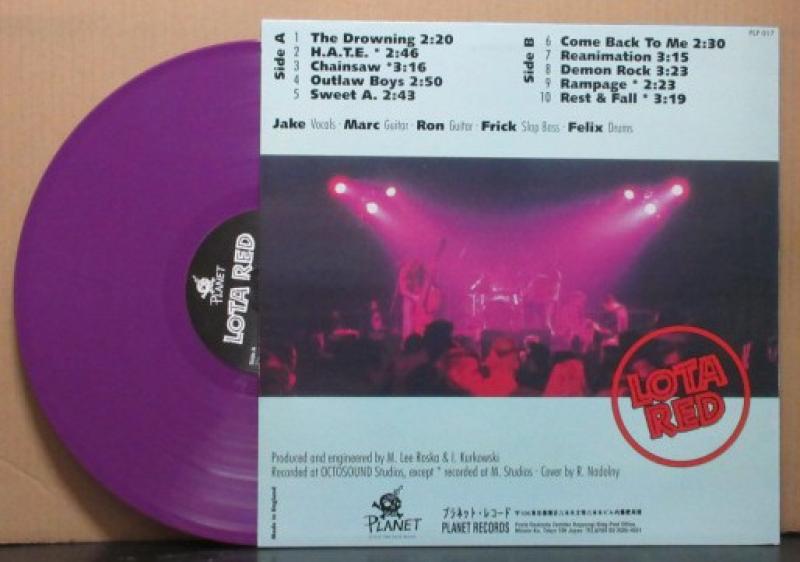 Side A
1 The Drowning 2:20
2 H.A.T.E. * 2:46
3 Chainsaw *3:16
4 Outlaw Boys 2:50
5 Sweet A. 2:43
Side B
6 Come Back To Me 2:30
7 Reanimation 3:15
8 Demon Rock 3:23
9 Rampage * 2:23
10 Rest & Fall * 3:19
PLP 017
Jake Vocals · Marc Guitar · Ron Guitar · Frick Slap Bass · Felix Drums
PLANET
LOTA RED
Side A
LOTA
RED
Produced and engineered by M. Lee Roska & I. Kurkowski
Recorded at OCTOSOUND Studios, except * recorded at M. Studios · Cover by R. Nadolny
Made in England
PLANET
プラネット・レコード
PLANET RECORDS